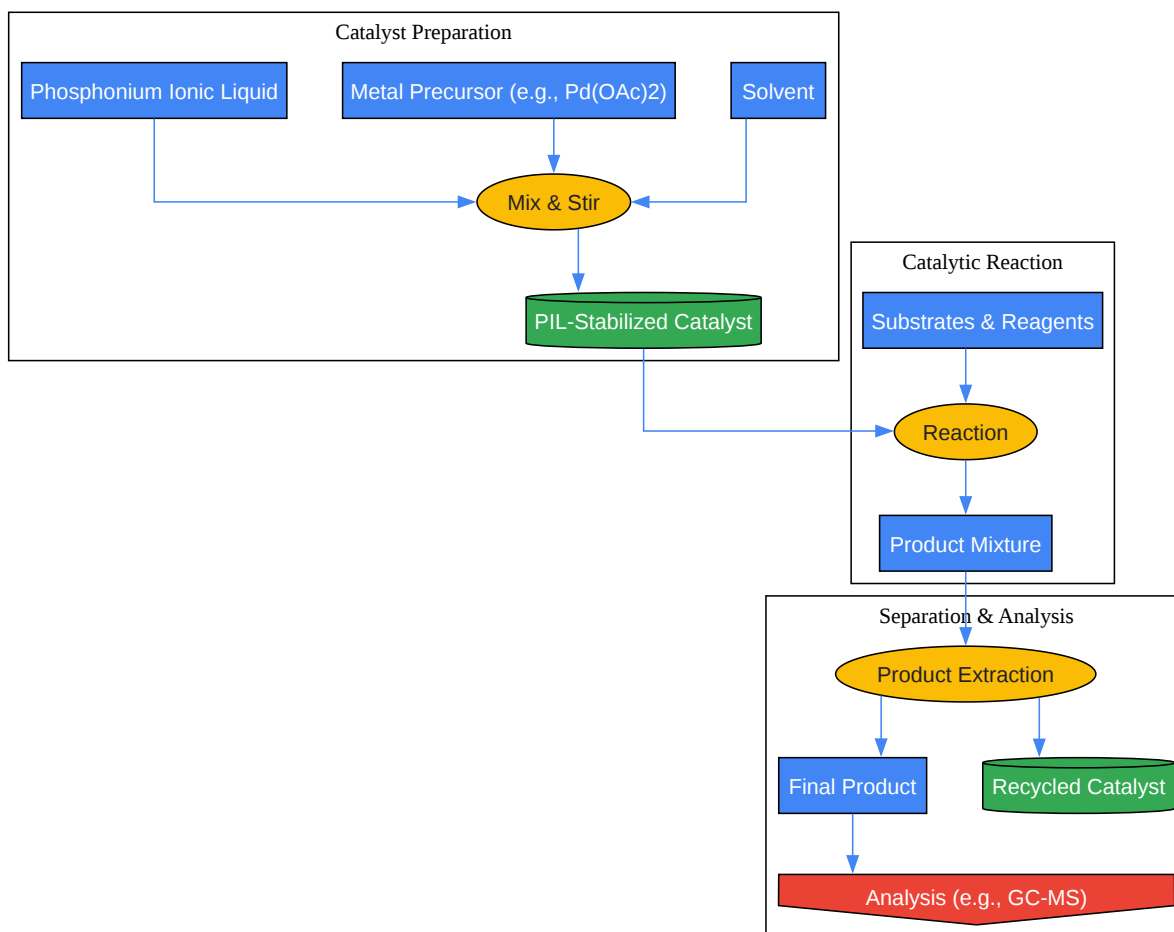 Catalyst Preparation
Phosphonium Ionic Liquid
Metal Precursor (e.g., Pd(OAc)2)
Solvent
Mix & Stir
PIL-Stabilized Catalyst
Catalytic Reaction
Substrates & Reagents
Reaction
Product Mixture
Separation & Analysis
Product Extraction
Final Product
Recycled Catalyst
Analysis (e.g., GC-MS)